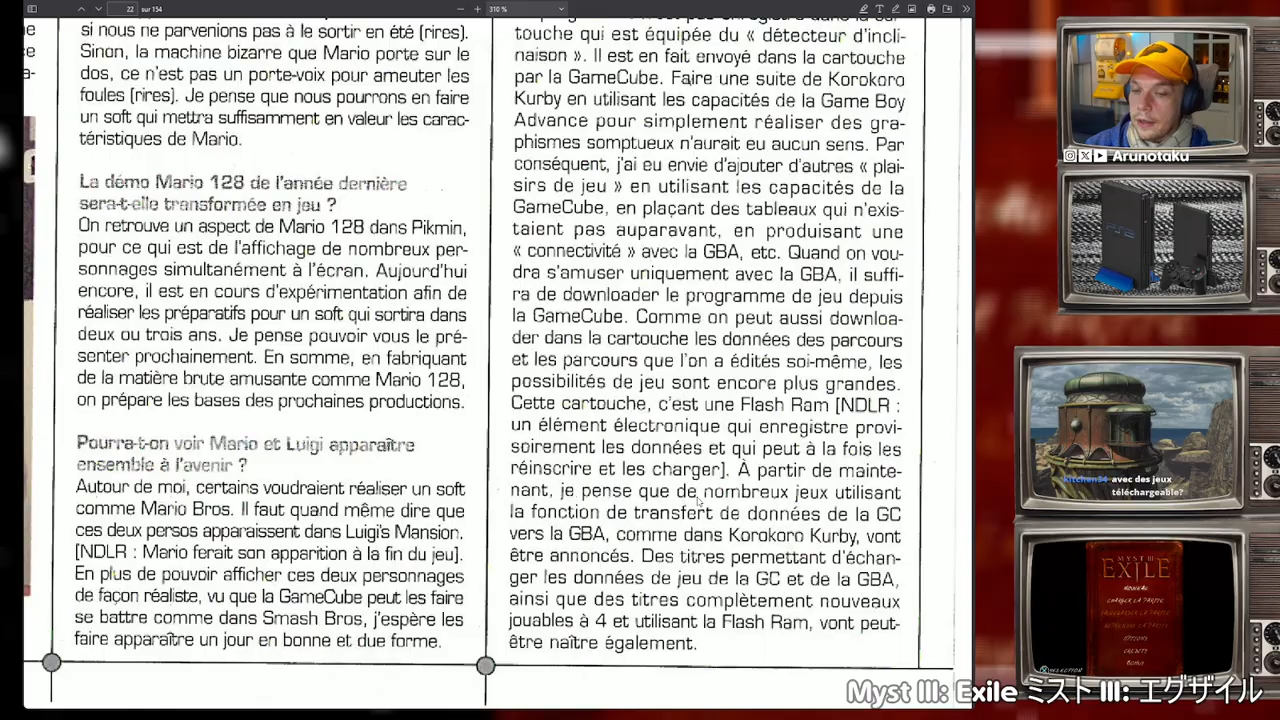 22 sur 154
310 %
si nous ne parvenions pas à le sortir en été (rires).
Sinon, la machine bizarre que Mario porte sur le
dos, ce n'est pas un porte-voix pour ameuter les
foules (rires). Je pense que nous pourrons en faire
un soft qui mettra suffisamment en valeur les carac-
téristiques de Mario.
La démo Mario 128 de l'année dernière
sera-t-elle transformée en jeu ?
On retrouve un aspect de Mario 128 dans Pikmin,
pour ce qui est de l'affichage de nombreux per-
sonnages simultanément à l'écran. Aujourd'hui
encore, il est en cours d'expérimentation afin de
réaliser les préparatifs pour un soft qui sortira dans
deux ou trois ans. Je pense pouvoir vous le pré-
senter prochainement. En somme, en fabriquant
de la matière brute amusante comme Mario 128,
on prépare les bases des prochaines productions.
Pourra-t-on voir Mario et Luigi apparaître
ensemble à l'avenir ?
Autour de moi, certains voudraient réaliser un soft
comme Mario Bros. Il faut quand même dire que
ces deux persos apparaissent dans Luigi's Mansion.
[NDLR : Mario ferait son apparition à la fin du jeu].
En plus de pouvoir afficher ces deux personnages
de façon réaliste, vu que la GameCube peut les faire
se battre comme dans Smash Bros, j'espère les
faire apparaître un jour en bonne et due forme.
touche qui est équipée du « détecteur d'incli-
naison ». Il est en fait envoyé dans la cartouche
par la GameCube. Faire une suite de Korokoro
Kurby en utilisant les capacités de la Game Boy
Advance pour simplement réaliser des gra-
phismes somptueux n'aurait eu aucun sens. Par
conséquent, j'ai eu envie d'ajouter d'autres « plai-
sirs de jeu » en utilisant les capacités de la
GameCube, en plaçant des tableaux qui n'exis-
taient pas auparavant, en produisant une
« connectivité » avec la GBA, etc. Quand on vou-
dra s'amuser uniquement avec la GBA, il suffi-
ra de downloader le programme de jeu depuis
la GameCube. Comme on peut aussi downloa-
der dans la cartouche les données des parcours
et les parcours que l'on a édités soi-même, les
possibilités de jeu sont encore plus grandes.
Cette cartouche, c'est une Flash Ram [NDLR :
un élément électronique qui enregistre provi-
soirement les données et qui peut à la fois les
réinscrire et les charger]. À partir de mainte-
nant, je pense que de nombreux jeux utilisant
la fonction de transfert de données de la GC
vers la GBA, comme dans Korokoro Kurby, vont
être annoncés. Des titres permettant d'échan-
ger les données de jeu de la GC et de la GBA,
ainsi que des titres complètement nouveaux
jouables à 4 et utilisant la Flash Ram, vont peut-
être naître également.
Arunotaku
kitchen54 avec des jeux
téléchargeable?
MYST III
EXILE
NOUVEAU
CHARGER LA PARTIE
OPTIONS
CREDITS
BONUS
Myst III: Exile ミスト III: エグザイル